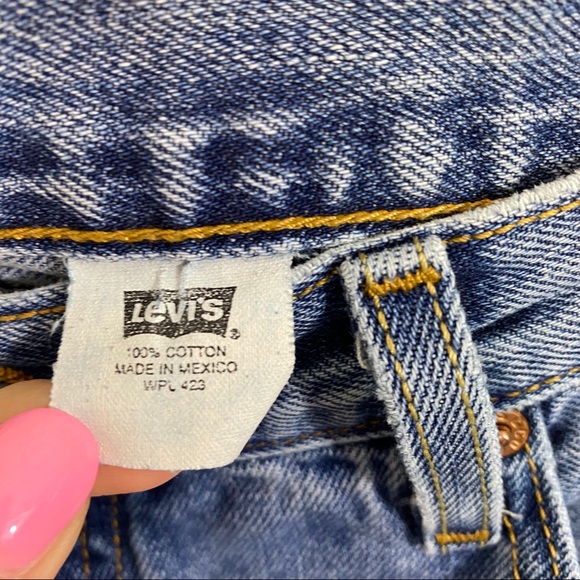 LEVI'S ®
100% COTTON
MADE IN MEXICO
WPL 423